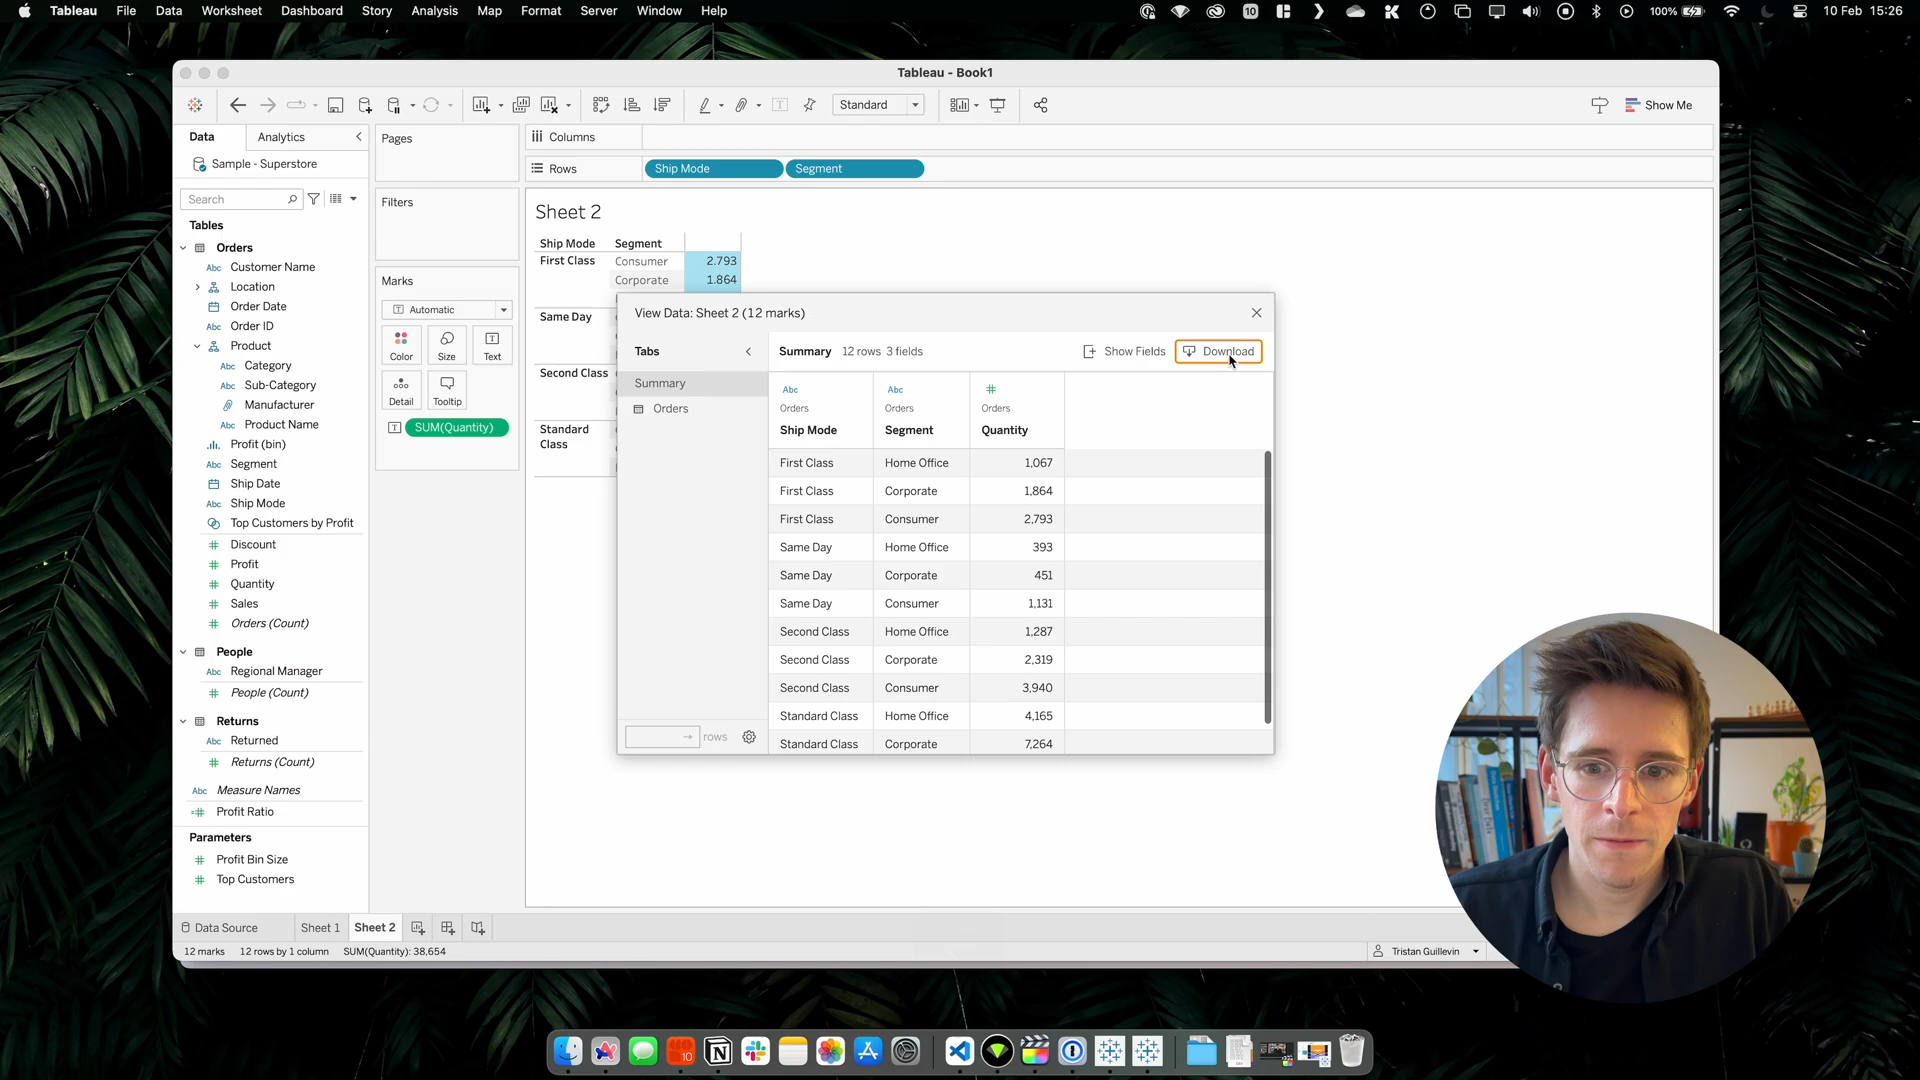 Tableau File Data Worksheet Dashboard Story Analysis Map Format Server Window Help 10 100% 10 Feb 15:26
Tableau - Book1
Standard Show Me
Data Analytics
Sample - Superstore
Search
Tables
Orders
Abc Customer Name
Location
Order Date
Abc Order ID
Product
Abc Category
Abc Sub-Category
Manufacturer
Abc Product Name
Profit (bin)
Abc Segment
Ship Date
Abc Ship Mode
Top Customers by Profit
# Discount
# Profit
# Quantity
# Sales
# Orders (Count)
People
Abc Regional Manager
# People (Count)
Returns
Abc Returned
# Returns (Count)
Abc Measure Names
=# Profit Ratio
Parameters
# Profit Bin Size
# Top Customers
Pages
Filters
Marks
Automatic
Color Size Text
Detail Tooltip
SUM(Quantity)
Columns
Rows Ship Mode Segment
Sheet 2
Ship Mode Segment
First Class Consumer 2.793
Corporate 1.864
Same Day
Second Class
Standard
Class
View Data: Sheet 2 (12 marks)
Tabs
Summary
Orders
rows
Summary 12 rows 3 fields Show Fields Download
Abc Abc #
Orders Orders Orders
Ship Mode Segment Quantity
First Class Home Office 1,067
First Class Corporate 1,864
First Class Consumer 2,793
Same Day Home Office 393
Same Day Corporate 451
Same Day Consumer 1,131
Second Class Home Office 1,287
Second Class Corporate 2,319
Second Class Consumer 3,940
Standard Class Home Office 4,165
Standard Class Corporate 7,264
Data Source Sheet 1 Sheet 2
12 marks 12 rows by 1 column SUM(Quantity): 38,654 Tristan Guillevin
10